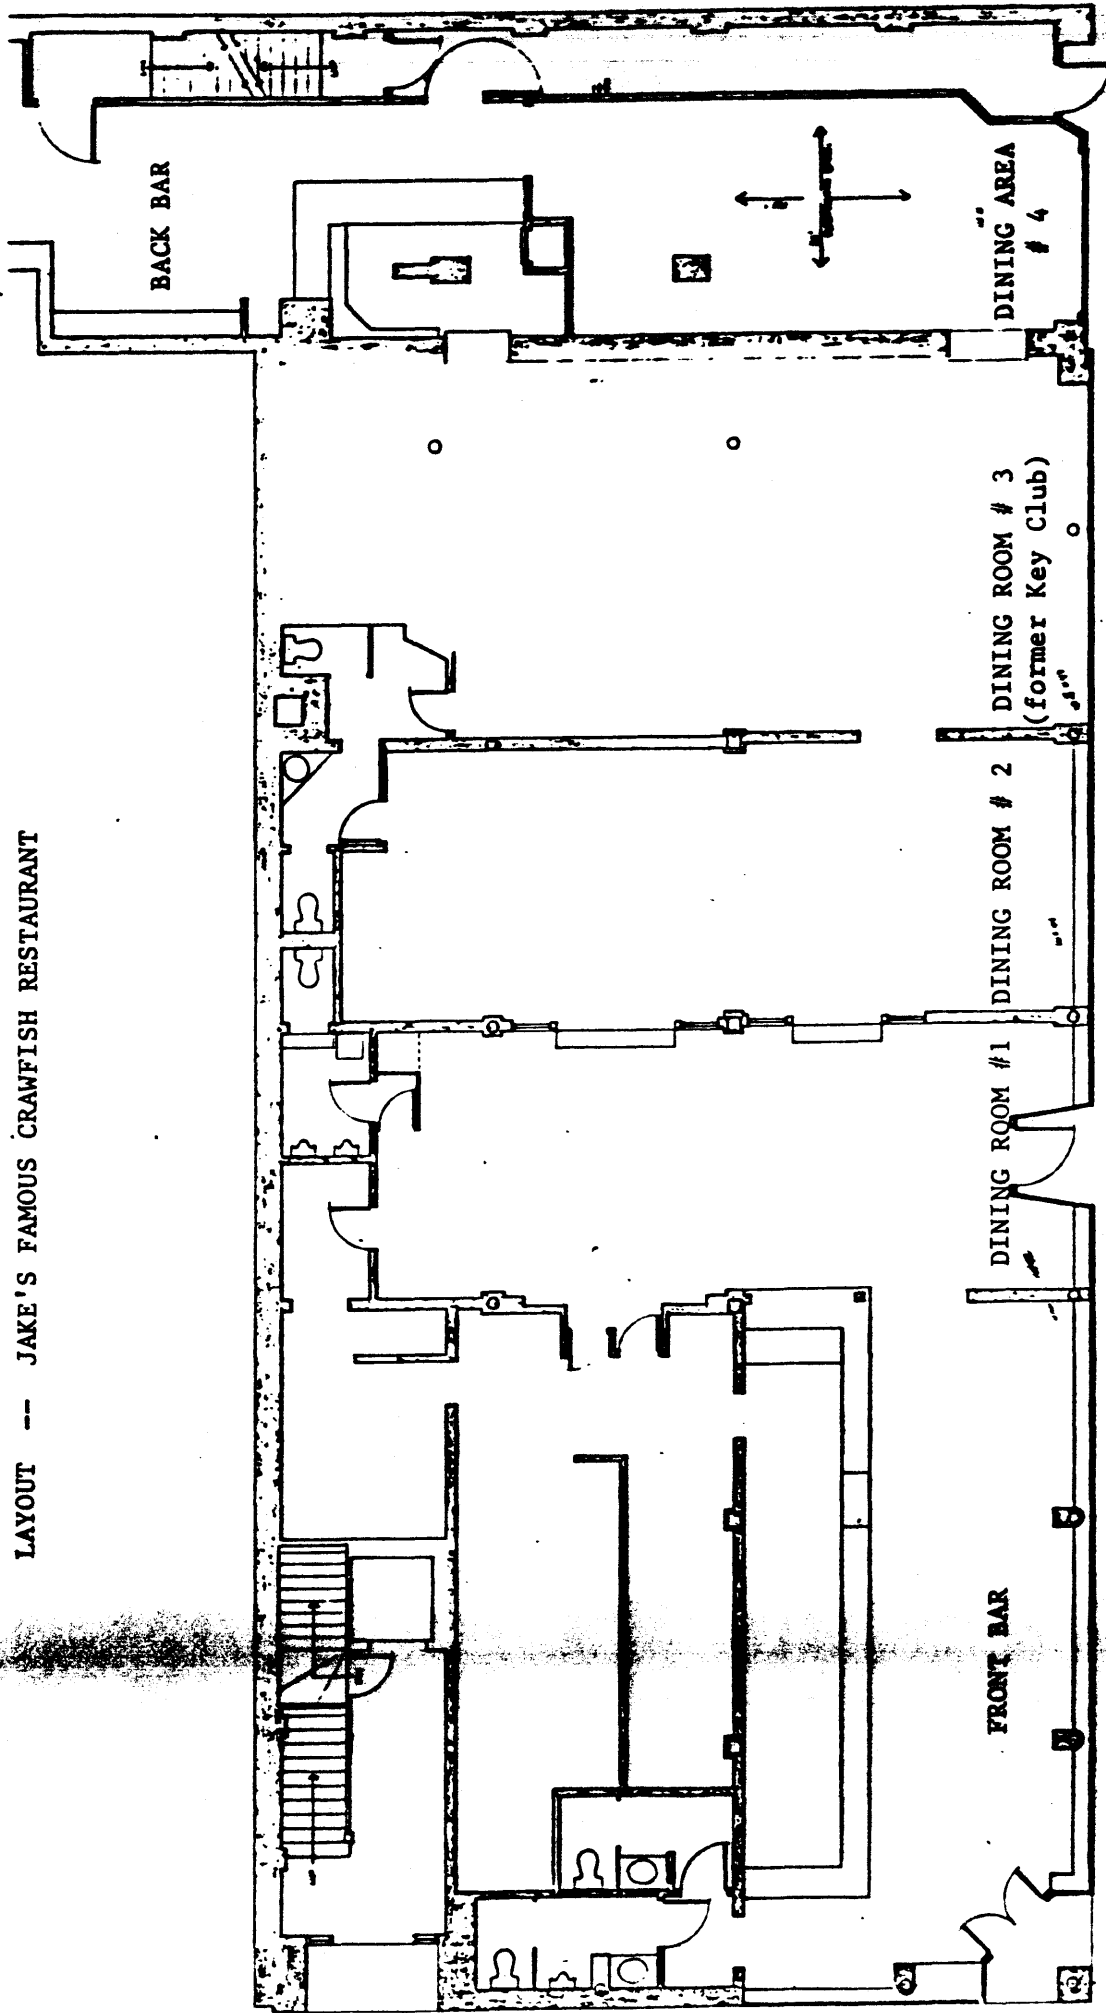 LAYOUT -- JAKE'S FAMOUS CRAWFISH RESTAURANT
BACK BAR
DINING AREA
# 4
DINING ROOM # 3
(former Key Club)
DINING ROOM # 2
DINING ROOM #1
FRONT BAR